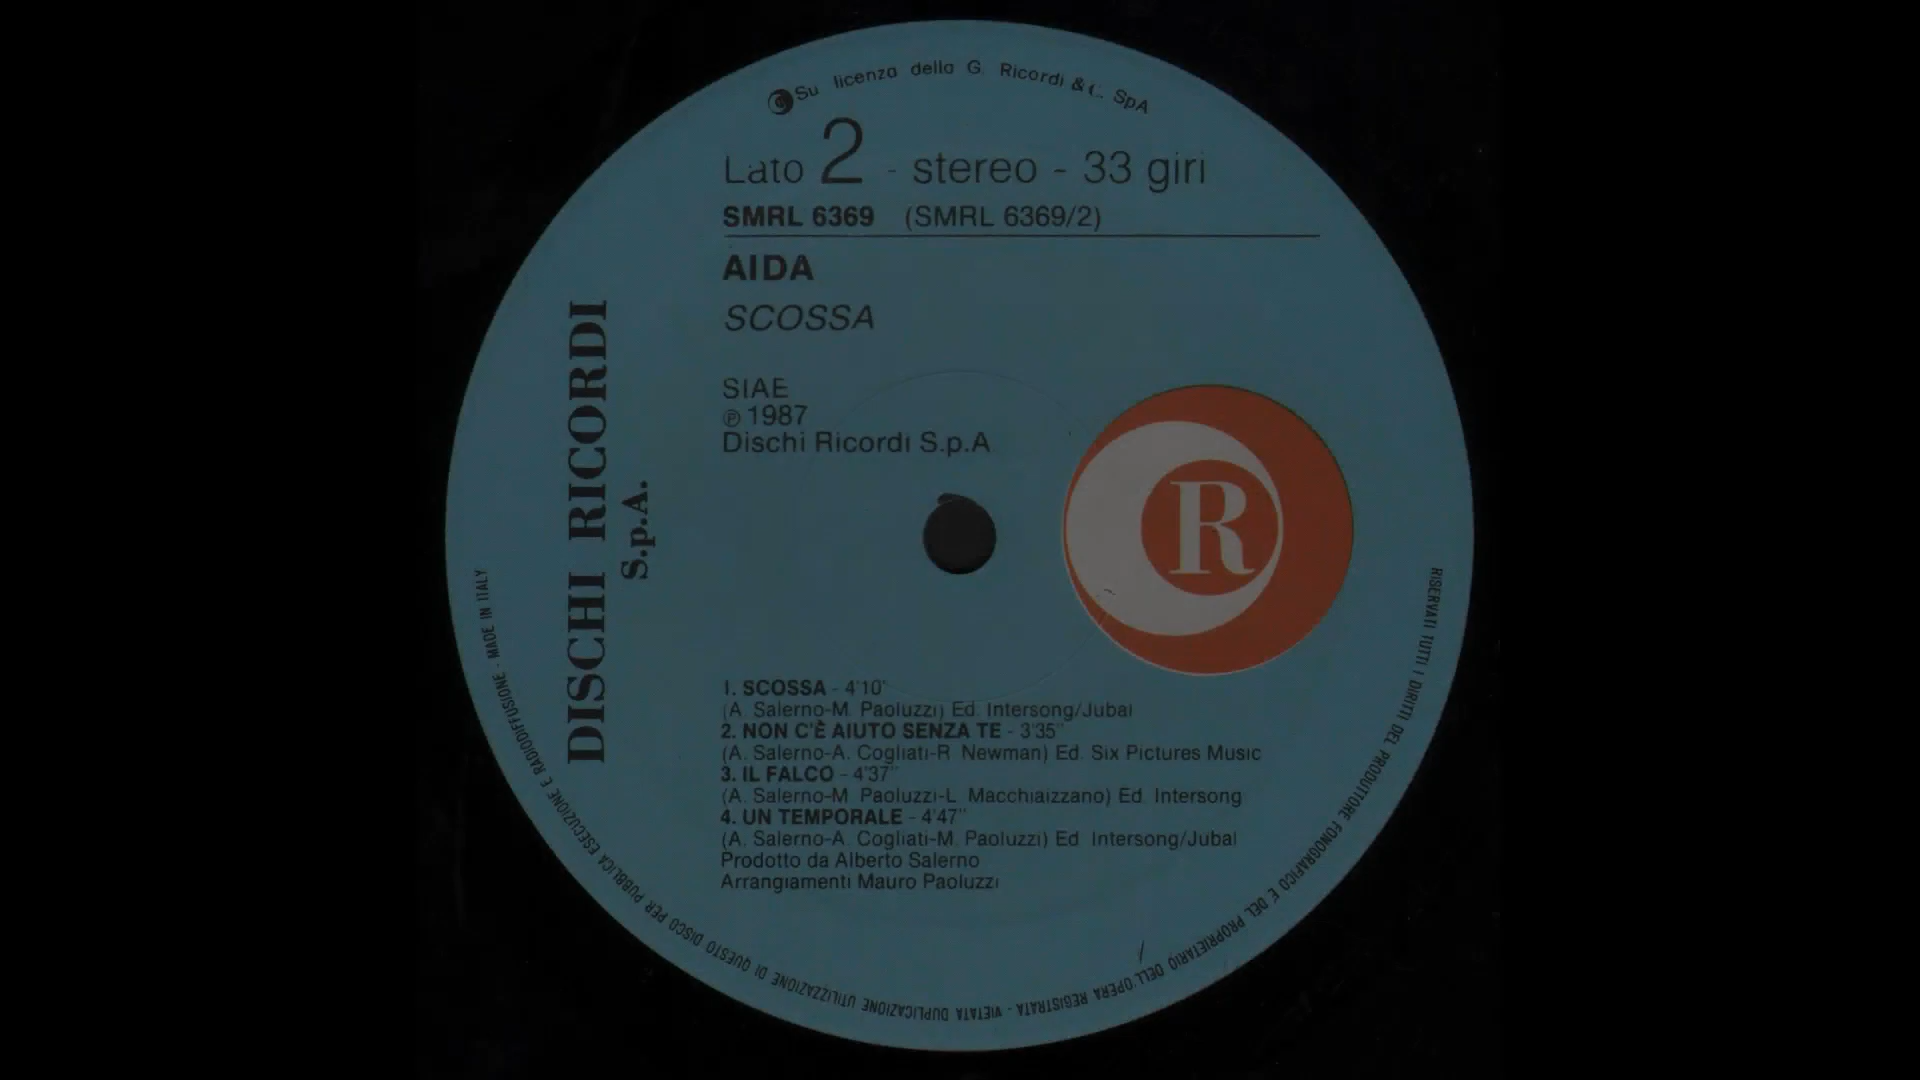 Su licenza della G. Ricordi & C. SpA
Lato 2 - stereo - 33 giri
SMRL 6369 (SMRL 6369/2)
AIDA
SCOSSA
SIAE
℗ 1987
Dischi Ricordi S.p.A
DISCHI RICORDI
S.p.A.
R
1. SCOSSA - 4'10"
(A. Salerno-M. Paoluzzi) Ed. Intersong/Jubal
2. NON C'È AIUTO SENZA TE - 3'35"
(A. Salerno-A. Cogliati-R. Newman) Ed. Six Pictures Music
3. IL FALCO - 4'37"
(A. Salerno-M. Paoluzzi-L. Macchiaizzano) Ed. Intersong
4. UN TEMPORALE - 4'47"
(A. Salerno-A. Cogliati-M. Paoluzzi) Ed. Intersong/Jubal
Prodotto da Alberto Salerno
Arrangiamenti Mauro Paoluzzi
RISERVATI TUTTI I DIRITTI DEL PRODUTTORE FONOGRAFICO E DEL PROPRIETARIO DELL'OPERA REGISTRATA - VIETATA DUPLICAZIONE UTILIZZAZIONE DI QUESTO DISCO PER PUBBLICA ESECUZIONE E RADIODIFFUSIONE - MADE IN ITALY